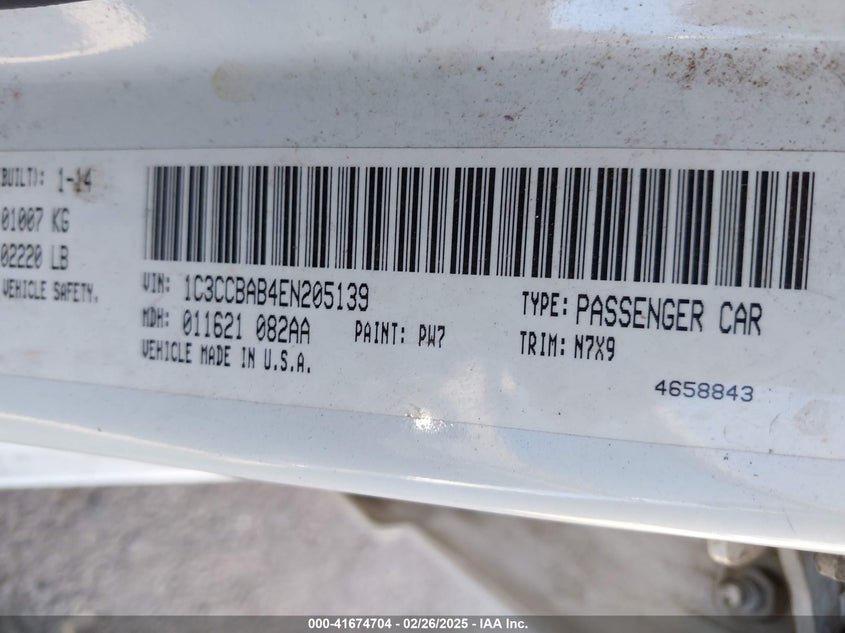 BUILT): 1-14
01007 KG
02220 LB
VEHICLE SAFETY.
VIN: 1C3CCBAB4EN205139
TYPE: PASSENGER CAR
MDH: 011621 082AA
PAINT: PW7
TRIM: N7X9
VEHICLE MADE IN U.S.A.
4658843
000-41674704 - 02/26/2025 - IAA Inc.